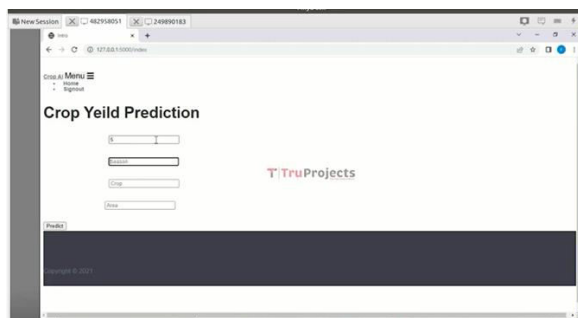 New Session
482958051
249890183
127.0.0.1:5000/index
Crop AI Menu
Home
Signout
Crop Yeild Prediction
Season
Crop
Area
Predict
TruProjects
Copyright © 2021